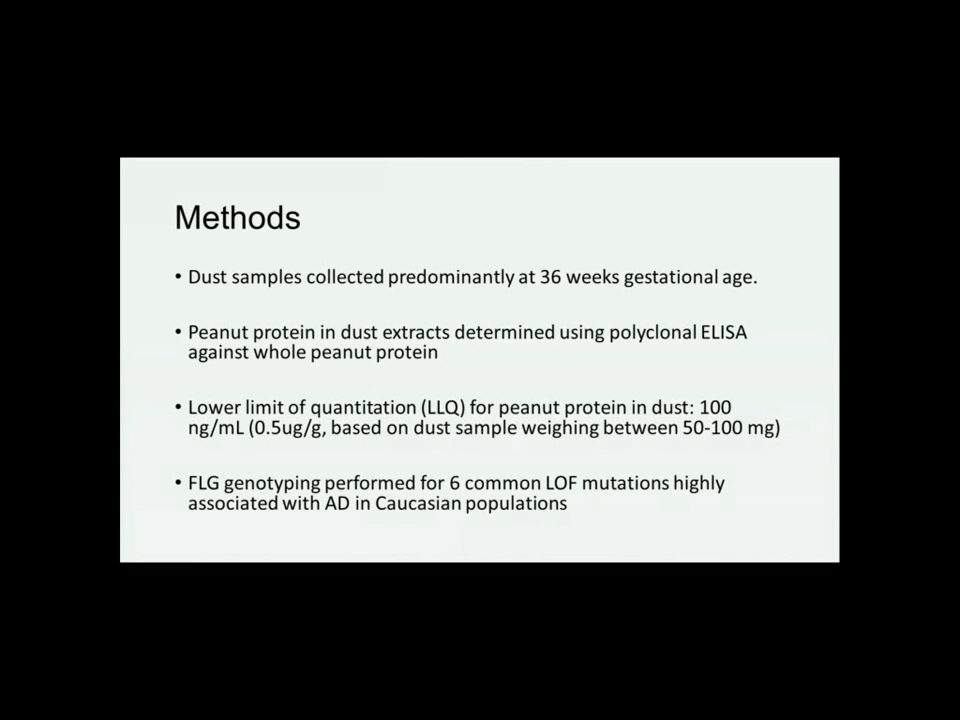 Methods
• Dust samples collected predominantly at 36 weeks gestational age.
• Peanut protein in dust extracts determined using polyclonal ELISA
against whole peanut protein
• Lower limit of quantitation (LLQ) for peanut protein in dust: 100
ng/mL (0.5ug/g, based on dust sample weighing between 50-100 mg)
• FLG genotyping performed for 6 common LOF mutations highly
associated with AD in Caucasian populations